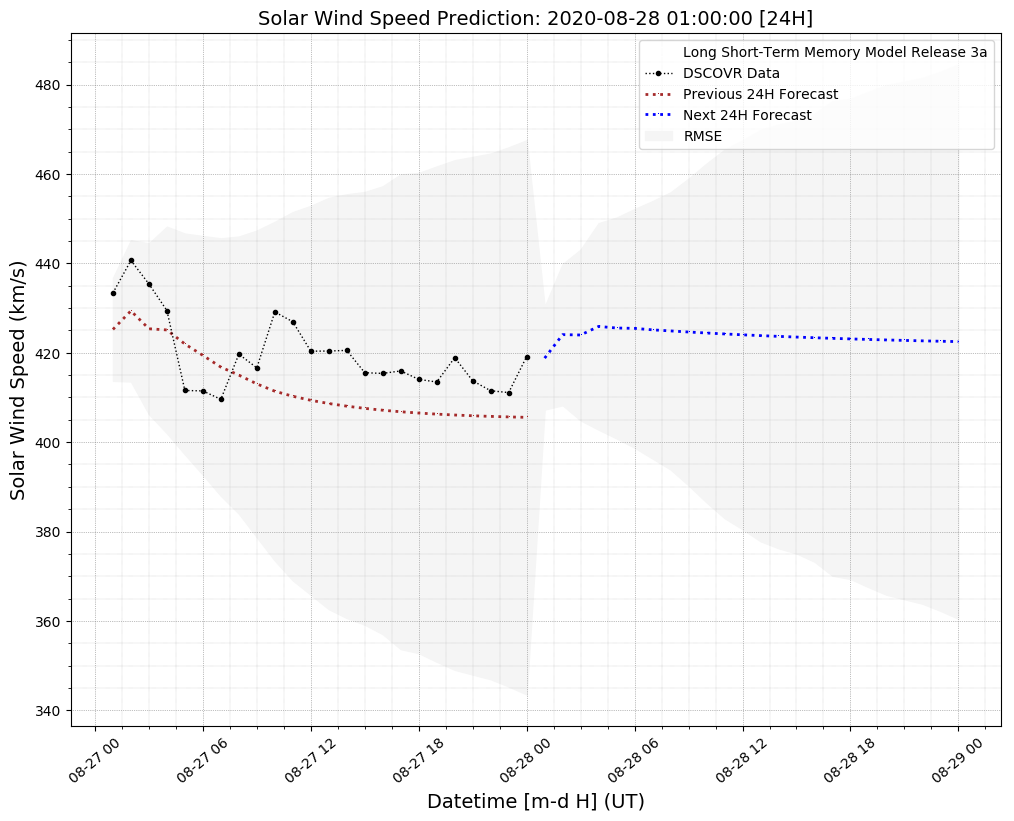 Solar Wind Speed Prediction: 2020-08-28 01:00:00 [24H]
Long Short-Term Memory Model Release 3a
DSCOVR Data
Previous 24H Forecast
Next 24H Forecast
RMSE
Solar Wind Speed (km/s)
480
460
440
420
400
380
360
340
08-27 00
08-27 06
08-27 12
08-27 18
08-28 00
08-28 06
08-28 12
08-28 18
08-29 00
Datetime [m-d H] (UT)